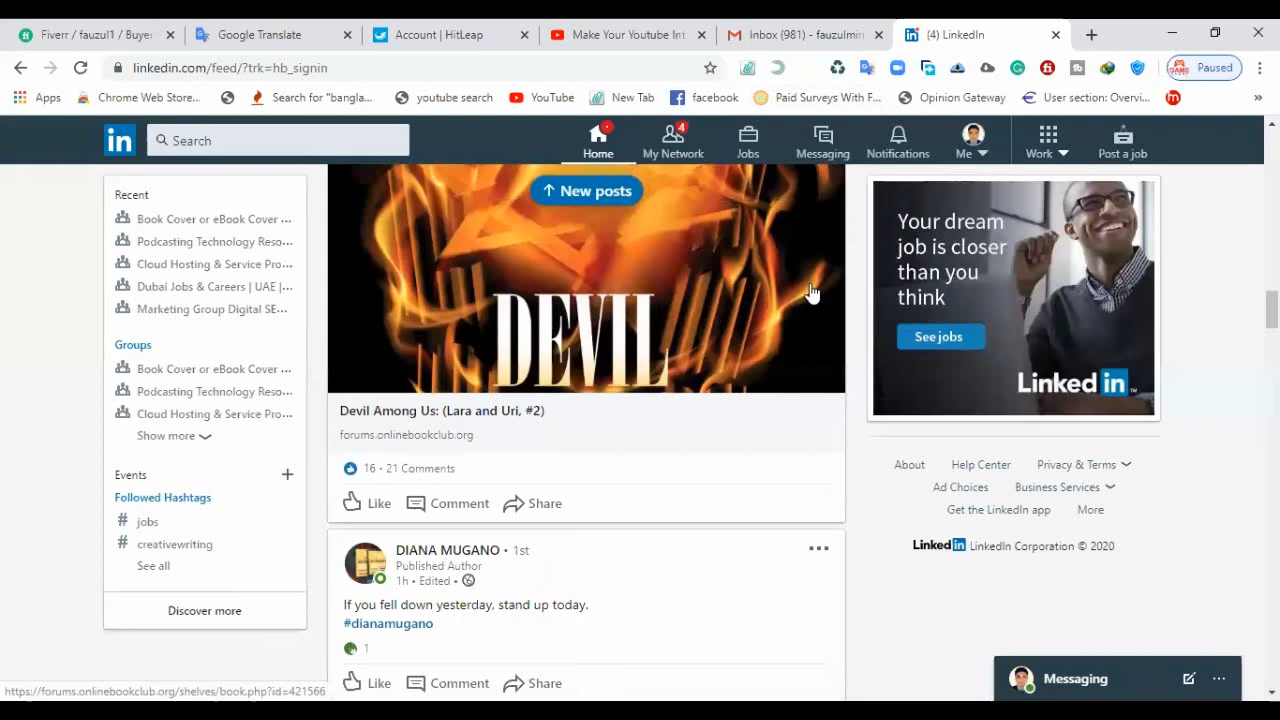 Fiverr / fauzul1 / Buye
Google Translate
Account | HitLeap
Make Your Youtube Int
Inbox (981) - fauzulmin
(4) LinkedIn
linkedin.com/feed/?trk=hb_signin
Paused
Apps
Chrome Web Store...
Search for "bangla...
youtube search
YouTube
New Tab
facebook
Paid Surveys With F...
Opinion Gateway
User section: Overvi...
in
Search
Home
4
My Network
Jobs
Messaging
Notifications
Me
Work
Post a job
Recent
Book Cover or eBook Cover ...
Podcasting Technology Reso...
Cloud Hosting & Service Pro...
Dubai Jobs & Careers | UAE |...
Marketing Group Digital SE...
Groups
Book Cover or eBook Cover ...
Podcasting Technology Reso...
Cloud Hosting & Service Pro...
Show more
Events
Followed Hashtags
# jobs
# creativewriting
See all
Discover more
New posts
DEVIL
Devil Among Us: (Lara and Uri, #2)
forums.onlinebookclub.org
16 • 21 Comments
Like Comment Share
DIANA MUGANO • 1st
Published Author
1h • Edited •
If you fell down yesterday, stand up today.
#dianamugano
1
Like Comment Share
Your dream
job is closer
than you
think
See jobs
Linked in
About Help Center Privacy & Terms
Ad Choices Business Services
Get the LinkedIn app More
Linked in LinkedIn Corporation © 2020
Messaging
https://forums.onlinebookclub.org/shelves/book.php?id=421566